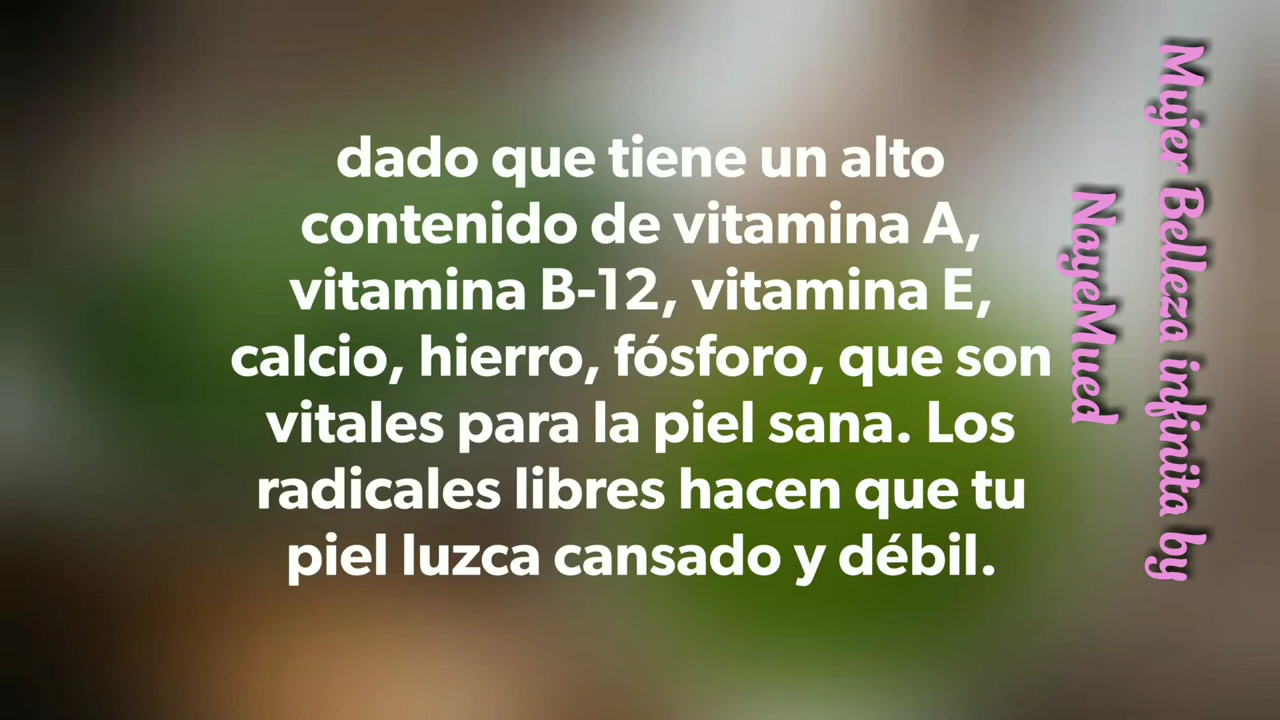 dado que tiene un alto
contenido de vitamina A,
vitamina B-12, vitamina E,
calcio, hierro, fósforo, que son
vitales para la piel sana. Los
radicales libres hacen que tu
piel luzca cansado y débil.
Mujer Belleza infinita by
NayeMued